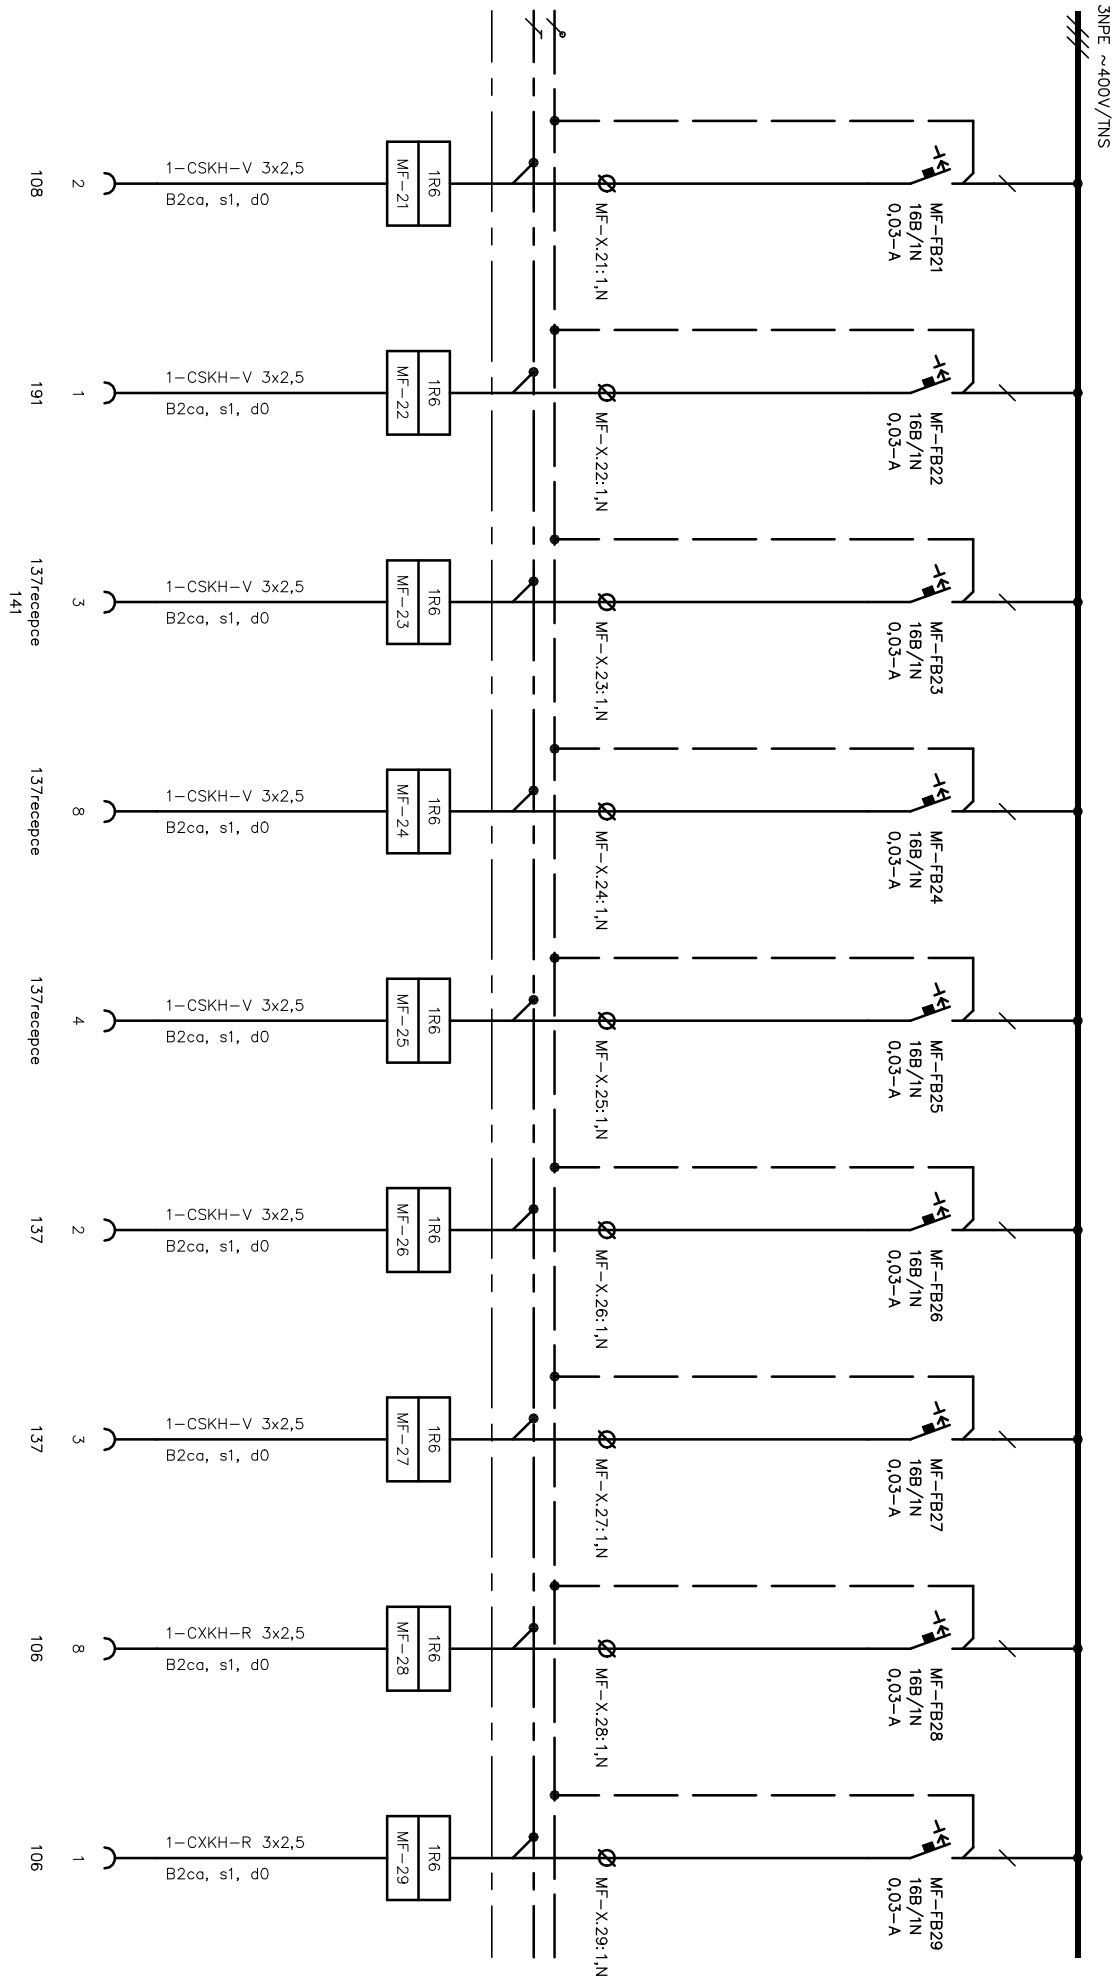 3NPE ~400V/TNS
MF-FB21
16B/1N
0,03-A
MF-X.21:1,N
1R6
MF-21
1-CSKH-V 3x2,5
B2ca, s1, d0
2
108
MF-FB22
16B/1N
0,03-A
MF-X.22:1,N
1R6
MF-22
1-CSKH-V 3x2,5
B2ca, s1, d0
1
191
MF-FB23
16B/1N
0,03-A
MF-X.23:1,N
1R6
MF-23
1-CSKH-V 3x2,5
B2ca, s1, d0
3
137recepce
141
MF-FB24
16B/1N
0,03-A
MF-X.24:1,N
1R6
MF-24
1-CSKH-V 3x2,5
B2ca, s1, d0
8
137recepce
MF-FB25
16B/1N
0,03-A
MF-X.25:1,N
1R6
MF-25
1-CSKH-V 3x2,5
B2ca, s1, d0
4
137recepce
MF-FB26
16B/1N
0,03-A
MF-X.26:1,N
1R6
MF-26
1-CSKH-V 3x2,5
B2ca, s1, d0
2
137
MF-FB27
16B/1N
0,03-A
MF-X.27:1,N
1R6
MF-27
1-CSKH-V 3x2,5
B2ca, s1, d0
3
137
MF-FB28
16B/1N
0,03-A
MF-X.28:1,N
1R6
MF-28
1-CXKH-R 3x2,5
B2ca, s1, d0
8
106
MF-FB29
16B/1N
0,03-A
MF-X.29:1,N
1R6
MF-29
1-CXKH-R 3x2,5
B2ca, s1, d0
1
106